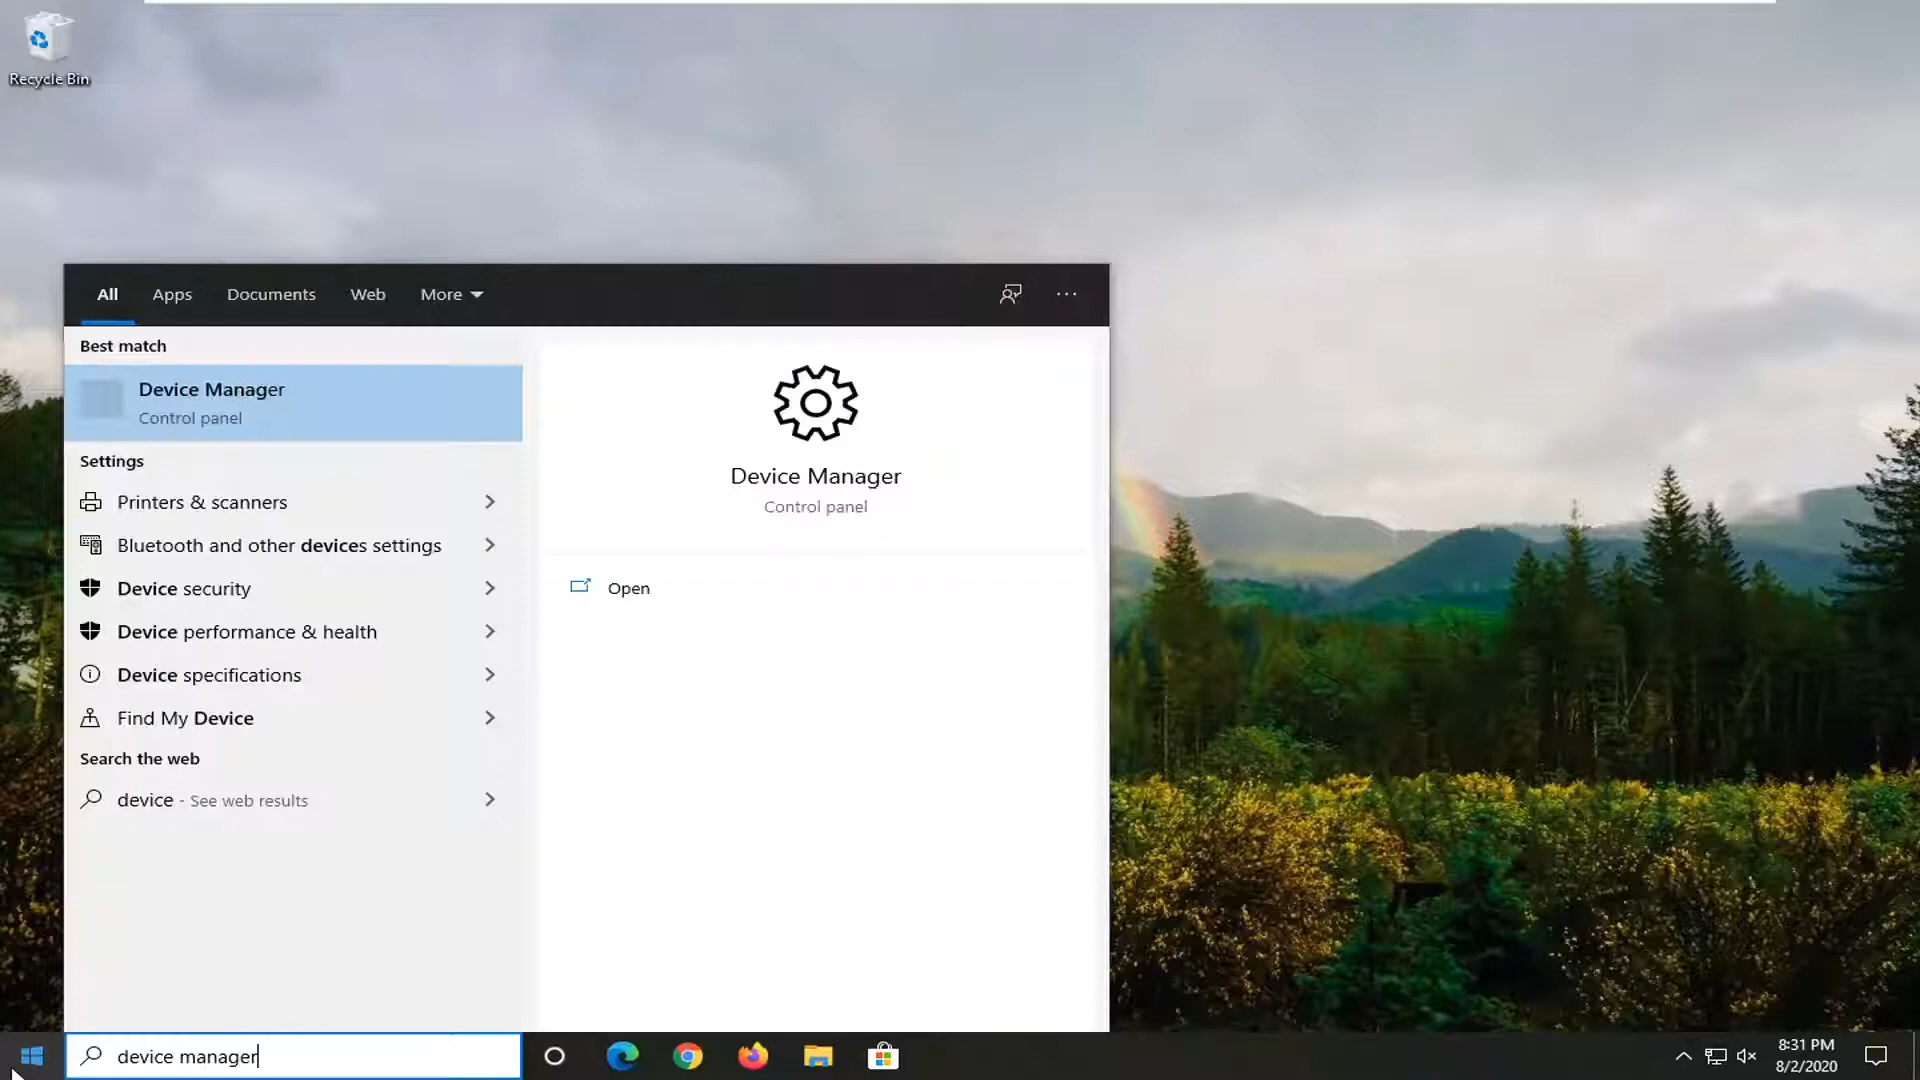 Recycle Bin
All Apps Documents Web More
Best match
Device Manager
Control panel
Settings
Printers & scanners
Bluetooth and other devices settings
Device security
Device performance & health
Device specifications
Find My Device
Search the web
device - See web results
Device Manager
Control panel
Open
device manager
8:31 PM
8/2/2020